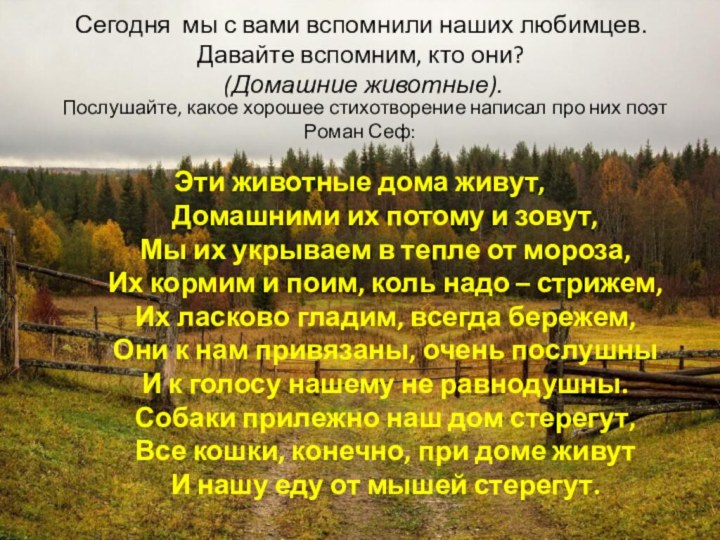 Сегодня мы с вами вспомнили наших любимцев.
Давайте вспомним, кто они?
(Домашние животные).
Послушайте, какое хорошее стихотворение написал про них поэт
Роман Сеф:
Эти животные дома живут,
Домашними их потому и зовут,
Мы их укрываем в тепле от мороза,
Их кормим и поим, коль надо – стрижем,
Их ласково гладим, всегда бережем,
Они к нам привязаны, очень послушны
И к голосу нашему не равнодушны.
Собаки прилежно наш дом стерегут,
Все кошки, конечно, при доме живут
И нашу еду от мышей стерегут.